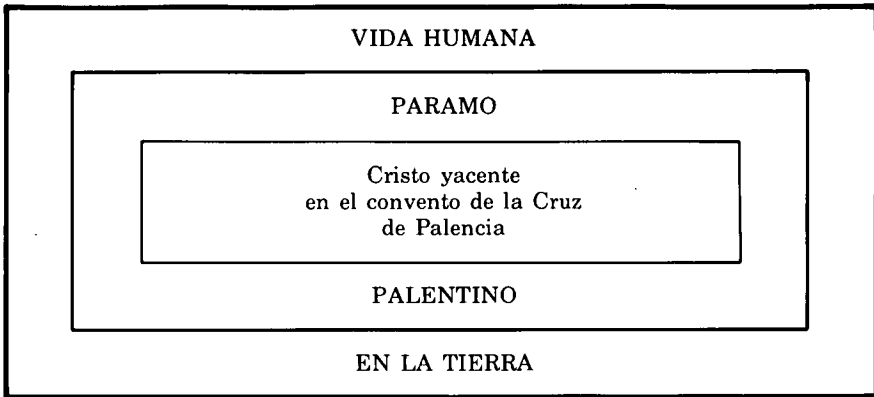 VIDA HUMANA
PARAMO
Cristo yacente
en el convento de la Cruz
de Palencia
PALENTINO
EN LA TIERRA